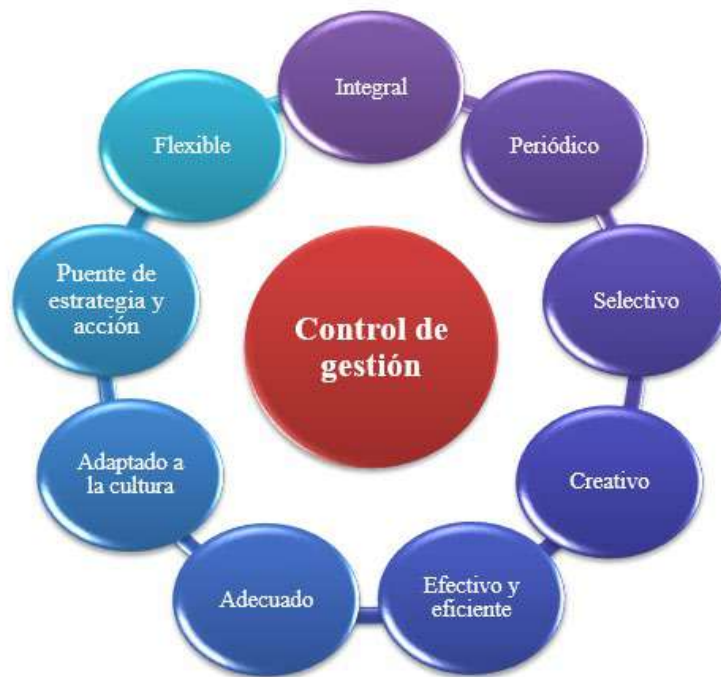 Integral
Periódico
Selectivo
Creativo
Efectivo y
eficiente
Adecuado
Adaptado a
la cultura
Puente de
estrategia y
acción
Flexible
Control de
gestión